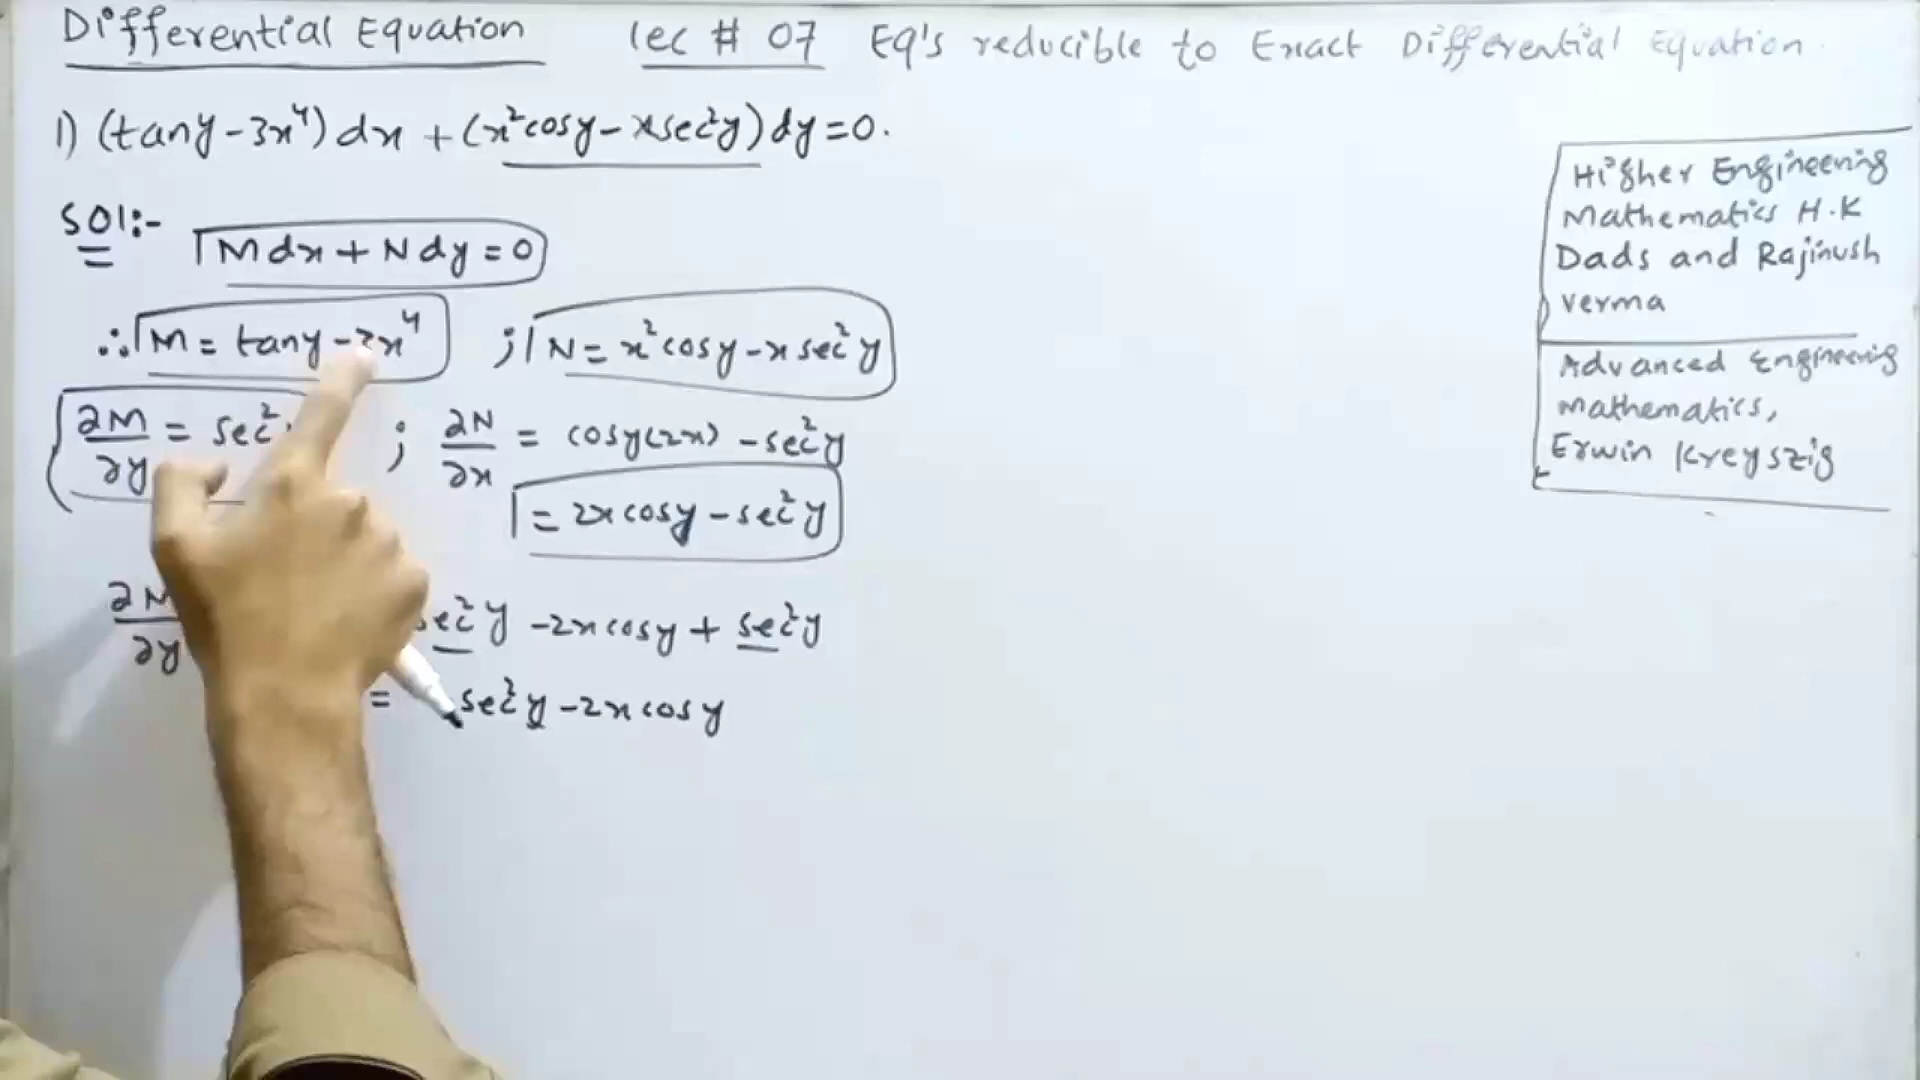 Differential Equation lec # 07 Eq's reducible to Exact Differential Equation.
1) (tany - 3x⁴) dx + (x²cosy - xsec²y) dy = 0.
Sol:-
Mdx + Ndy = 0
∴ M = tany - 3x⁴ ; N = x²cosy - x sec²y
∂M/∂y = sec² ; ∂N/∂x = cosy(2x) - sec²y
= 2xcosy - sec²y
∂y sec²y - 2xcosy + sec²y
= sec²y - 2xcosy
Higher Engineering
Mathematics H.K
Dads and Rajinush
verma
Advanced Engineering
mathematics,
Erwin Kreyszig